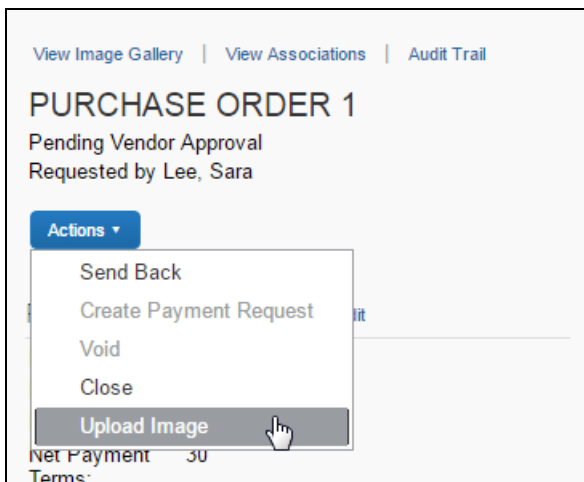 View Image Gallery | View Associations | Audit Trail
PURCHASE ORDER 1
Pending Vendor Approval
Requested by Lee, Sara
Actions
Send Back
Create Payment Request
Void
Close
Upload Image
Net Payment 30
Terms: